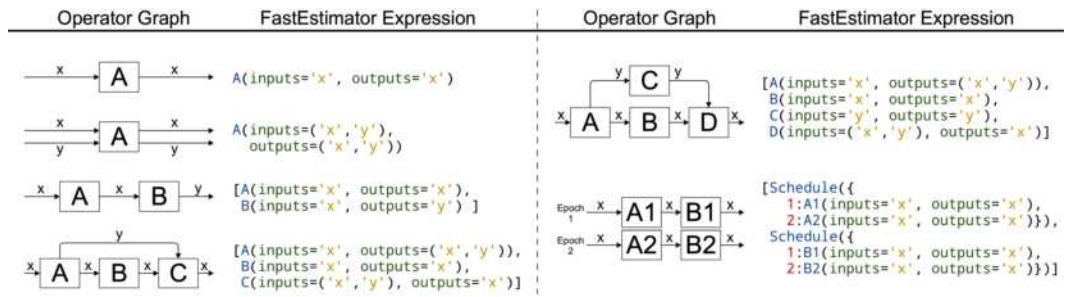 Operator Graph FastEstimator Expression
x A x
A(inputs='x', outputs='x')
x x
A
y y
A(inputs=('x','y'),
outputs=('x','y'))
x A x B y
[A(inputs='x', outputs='x'),
B(inputs='x', outputs='y') ]
y
x A x B x C x
[A(inputs='x', outputs=('x','y')),
B(inputs='x', outputs='x'),
C(inputs=('x','y'), outputs='x')]
Operator Graph FastEstimator Expression
y C y
x A x B x D x
[A(inputs='x', outputs=('x','y')),
B(inputs='x', outputs='x'),
C(inputs='y', outputs='y'),
D(inputs=('x','y'), outputs='x')]
Epoch 1 x A1 x B1 x
Epoch 2 x A2 x B2 x
[Schedule({
1:A1(inputs='x', outputs='x'),
2:A2(inputs='x', outputs='x')}),
Schedule({
1:B1(inputs='x', outputs='x'),
2:B2(inputs='x', outputs='x')})]